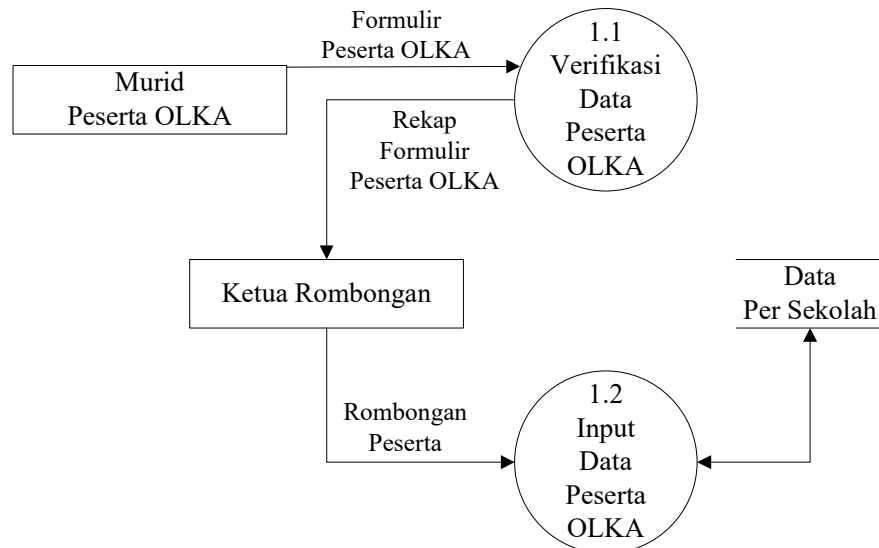 Formulir
Peserta OLKA
1.1
Verifikasi
Data
Peserta
OLKA
Murid
Peserta OLKA
Rekap
Formulir
Peserta OLKA
Ketua Rombongan
Data
Per Sekolah
Rombongan
Peserta
1.2
Input
Data
Peserta
OLKA